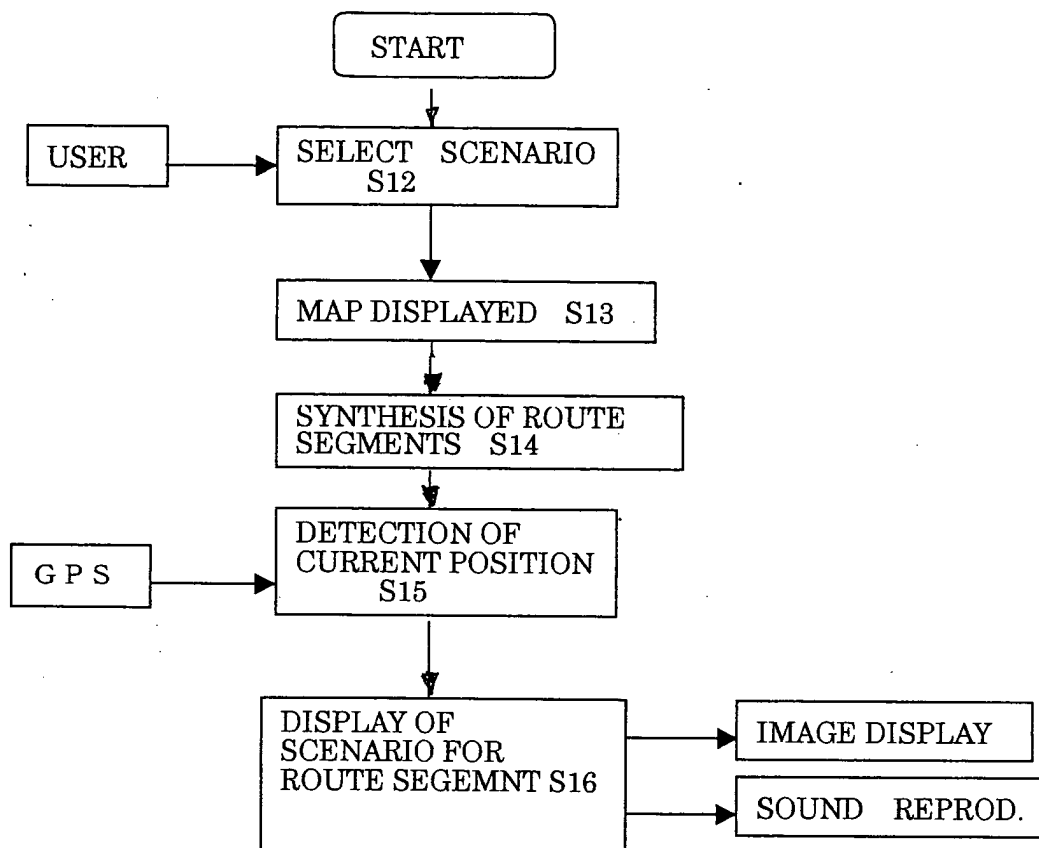 START
USER
SELECT SCENARIO
S12
MAP DISPLAYED S13
SYNTHESIS OF ROUTE
SEGMENTS S14
G P S
DETECTION OF
CURRENT POSITION
S15
DISPLAY OF
SCENARIO FOR
ROUTE SEGEMNT S16
IMAGE DISPLAY
SOUND REPROD.